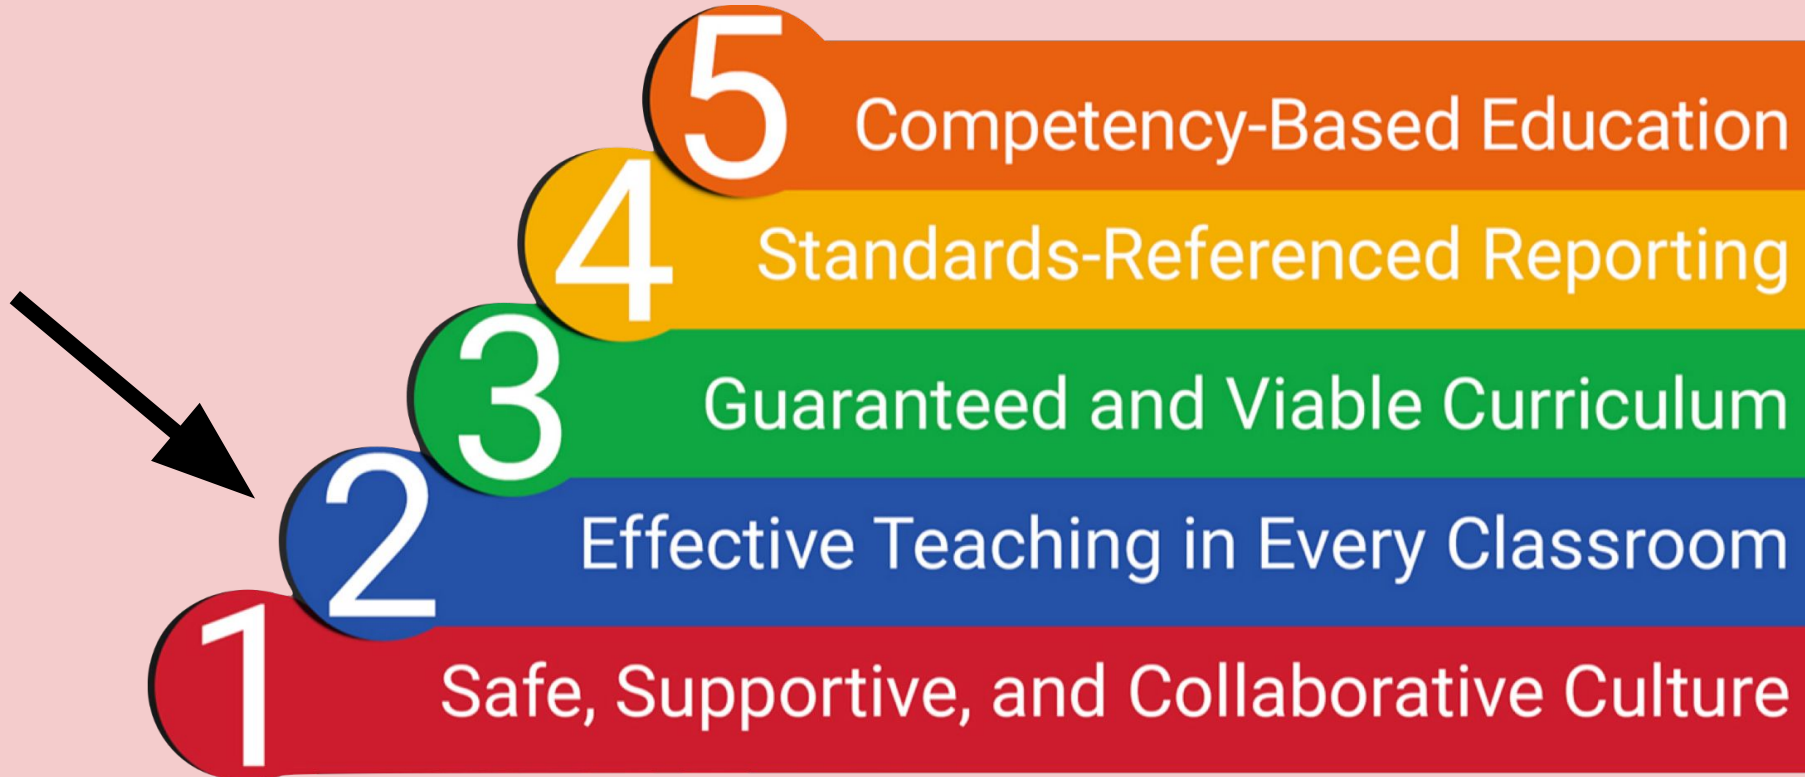 5 Competency-Based Education
4 Standards-Referenced Reporting
3 Guaranteed and Viable Curriculum
2 Effective Teaching in Every Classroom
1 Safe, Supportive, and Collaborative Culture